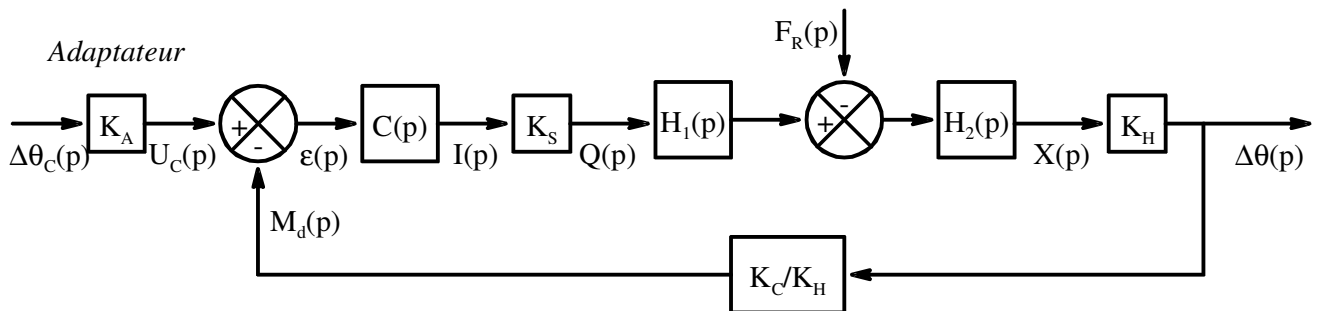 F_R(p)
Adaptateur
K_A
+
-
C(p)
K_S
H_1(p)
-
+
H_2(p)
K_H
Δθ_C(p)
U_C(p)
ε(p)
I(p)
Q(p)
X(p)
Δθ(p)
M_d(p)
K_C/K_H